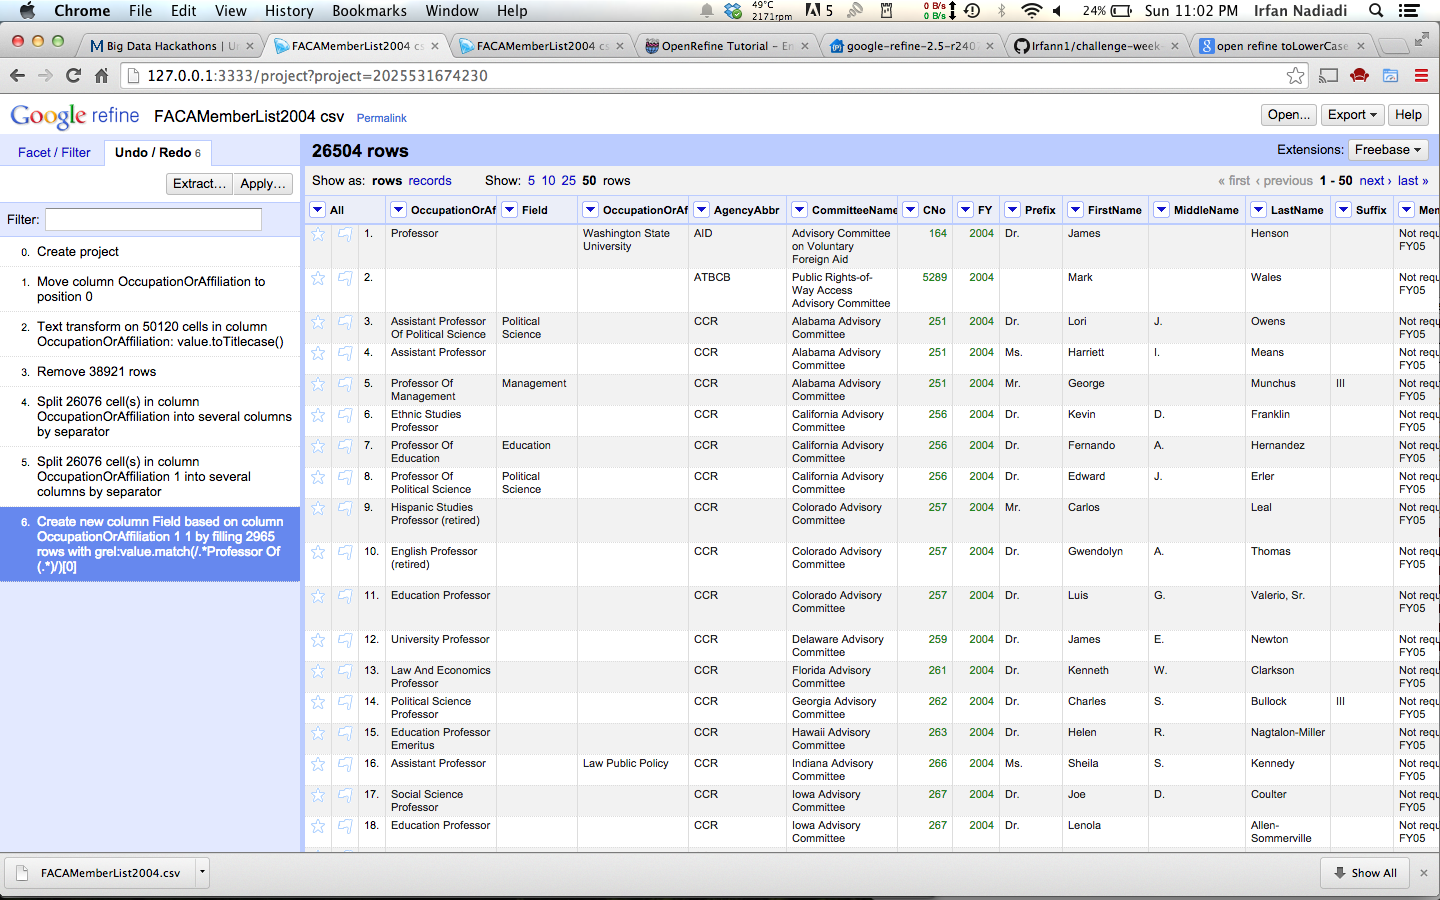 Chrome File Edit View History Bookmarks Window Help 49°C 2171rpm 5 0 B/s 0 B/s 24% Sun 11:02 PM Irfan Nadiadi
Big Data Hackathons | U FACAMemberList2004 cs FACAMemberList2004 cs OpenRefine Tutorial – En google-refine-2.5-r240 Irfann1/challenge-week- open refine toLowerCase
127.0.0.1:3333/project?project=2025531674230
Google refine FACAMemberList2004 csv Permalink Open... Export Help
Facet / Filter Undo / Redo 6 26504 rows Extensions: Freebase
Extract... Apply... Show as: rows records Show: 5 10 25 50 rows « first ‹ previous 1 - 50 next › last »
Filter:
0. Create project
1. Move column OccupationOrAffiliation to
position 0
2. Text transform on 50120 cells in column
OccupationOrAffiliation: value.toTitlecase()
3. Remove 38921 rows
4. Split 26076 cell(s) in column
OccupationOrAffiliation into several columns
by separator
5. Split 26076 cell(s) in column
OccupationOrAffiliation 1 into several
columns by separator
6. Create new column Field based on column
OccupationOrAffiliation 1 1 by filling 2965
rows with grel:value.match(/.*Professor Of
(.*)/)[0]
All OccupationOrAf Field OccupationOrAf AgencyAbbr CommitteeName CNo FY Prefix FirstName MiddleName LastName Suffix Men
1. Professor Washington State AID Advisory Committee 164 2004 Dr. James Henson Not requ
University on Voluntary FY05
Foreign Aid
2. ATBCB Public Rights-of- 5289 2004 Mark Wales Not requ
Way Access FY05
Advisory Committee
3. Assistant Professor Political CCR Alabama Advisory 251 2004 Dr. Lori J. Owens Not requ
Of Political Science Science Committee FY05
4. Assistant Professor CCR Alabama Advisory 251 2004 Ms. Harriett I. Means Not requ
Committee FY05
5. Professor Of Management CCR Alabama Advisory 251 2004 Mr. George Munchus III Not requ
Management Committee FY05
6. Ethnic Studies CCR California Advisory 256 2004 Dr. Kevin D. Franklin Not requ
Professor Committee FY05
7. Professor Of Education CCR California Advisory 256 2004 Dr. Fernando A. Hernandez Not requ
Education Committee FY05
8. Professor Of Political CCR California Advisory 256 2004 Dr. Edward J. Erler Not requ
Political Science Science Committee FY05
9. Hispanic Studies CCR Colorado Advisory 257 2004 Mr. Carlos Leal Not requ
Professor (retired) Committee FY05
10. English Professor CCR Colorado Advisory 257 2004 Dr. Gwendolyn A. Thomas Not requ
(retired) Committee FY05
11. Education Professor CCR Colorado Advisory 257 2004 Dr. Luis G. Valerio, Sr. Not requ
Committee FY05
12. University Professor CCR Delaware Advisory 259 2004 Dr. James E. Newton Not requ
Committee FY05
13. Law And Economics CCR Florida Advisory 261 2004 Dr. Kenneth W. Clarkson Not requ
Professor Committee FY05
14. Political Science CCR Georgia Advisory 262 2004 Dr. Charles S. Bullock III Not requ
Professor Committee FY05
15. Education Professor CCR Hawaii Advisory 263 2004 Dr. Helen R. Nagtalon-Miller Not requ
Emeritus Committee FY05
16. Assistant Professor Law Public Policy CCR Indiana Advisory 266 2004 Ms. Sheila S. Kennedy Not requ
Committee FY05
17. Social Science CCR Iowa Advisory 267 2004 Dr. Joe D. Coulter Not requ
Professor Committee FY05
18. Education Professor CCR Iowa Advisory 267 2004 Dr. Lenola Allen- Not requ
Committee Sommerville FY05
FACAMemberList2004.csv Show All